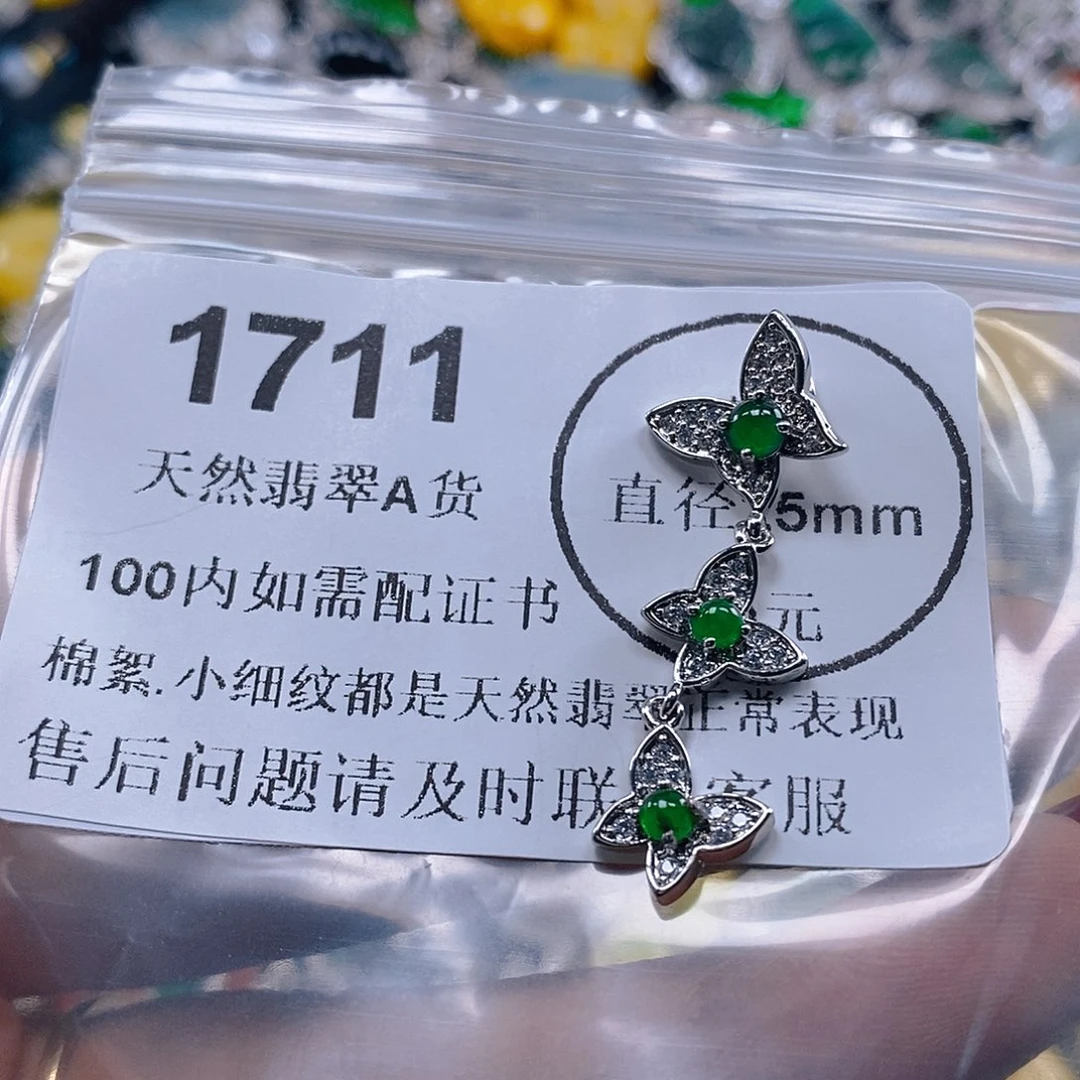 1711
天然翡翠A货
直径 5mm
100内如需配证书
元
棉絮.小细纹都是天然翡翠正常表现
售后问题请及时联 客服